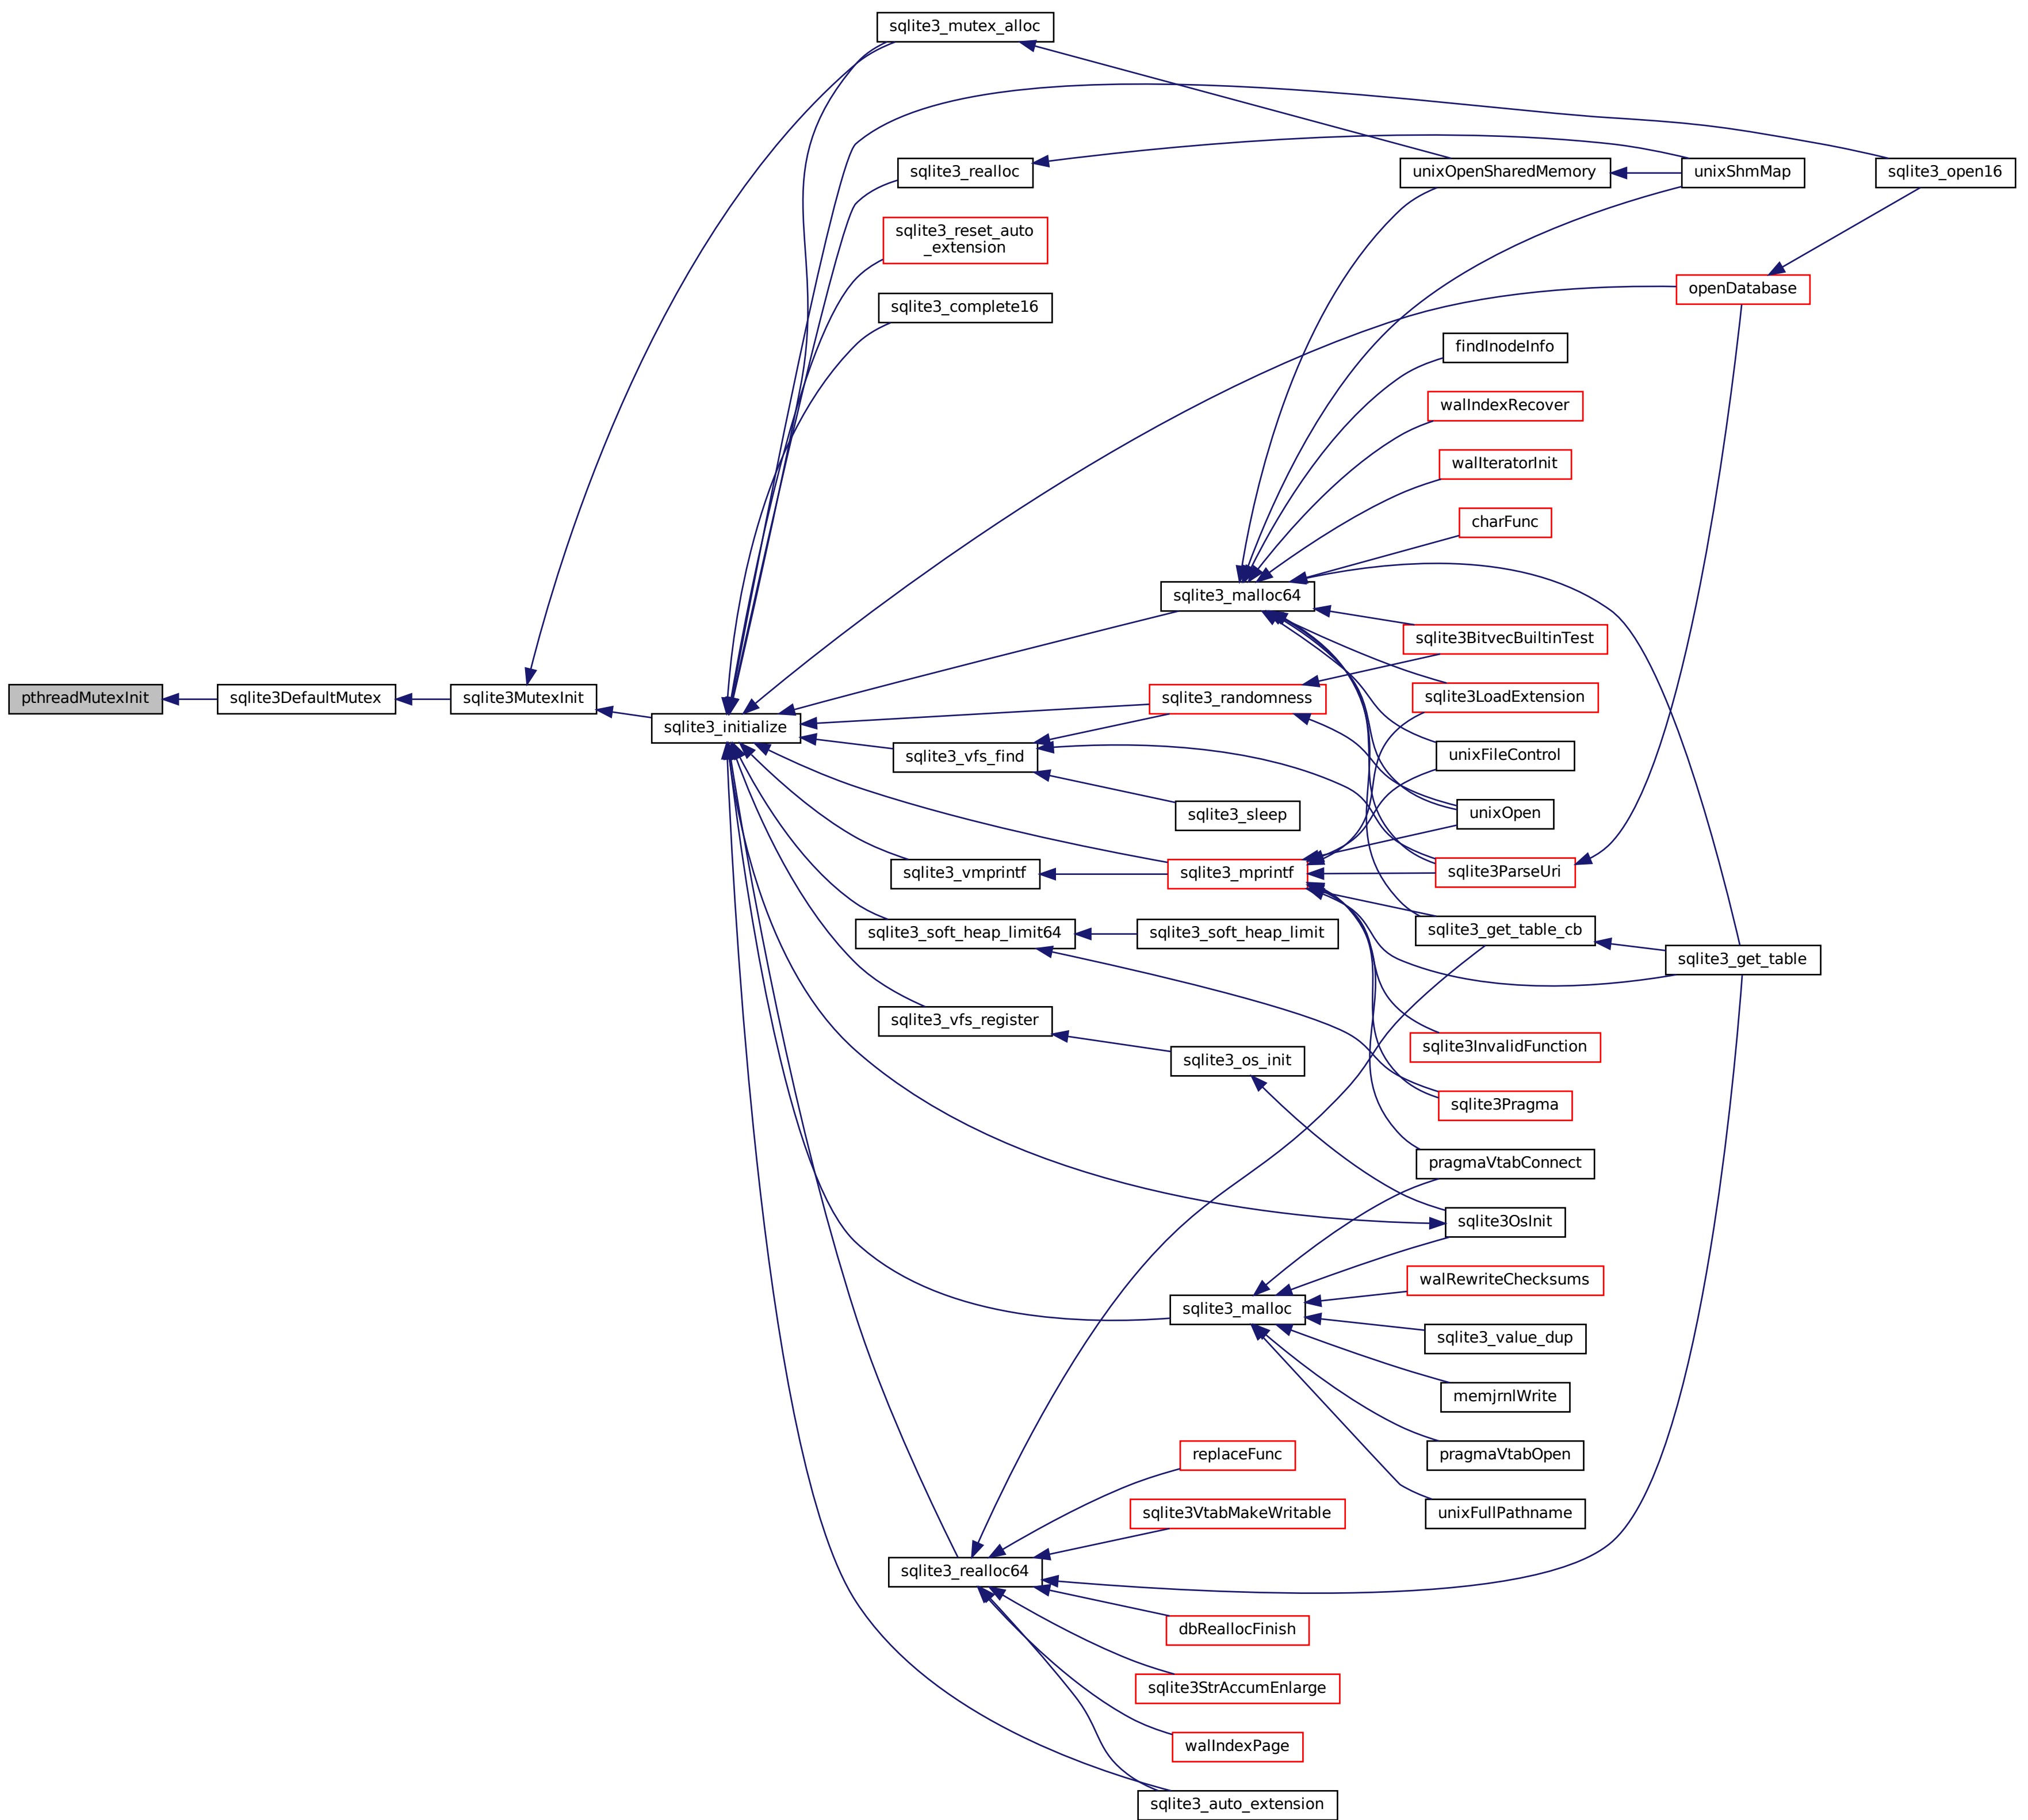 sqlite3_mutex_alloc
sqlite3_realloc
unixOpenSharedMemory
unixShmMap
sqlite3_open16
sqlite3_reset_auto
_extension
openDatabase
sqlite3_complete16
findInodeInfo
walIndexRecover
walIteratorInit
charFunc
sqlite3_malloc64
sqlite3BitvecBuiltinTest
pthreadMutexInit
sqlite3DefaultMutex
sqlite3MutexInit
sqlite3_initialize
sqlite3_randomness
sqlite3LoadExtension
sqlite3_vfs_find
unixFileControl
sqlite3_sleep
unixOpen
sqlite3_vmprintf
sqlite3_mprintf
sqlite3ParseUri
sqlite3_soft_heap_limit64
sqlite3_soft_heap_limit
sqlite3_get_table_cb
sqlite3_get_table
sqlite3_vfs_register
sqlite3InvalidFunction
sqlite3_os_init
sqlite3Pragma
pragmaVtabConnect
sqlite3OsInit
walRewriteChecksums
sqlite3_malloc
sqlite3_value_dup
memjrnlWrite
replaceFunc
pragmaVtabOpen
sqlite3VtabMakeWritable
unixFullPathname
sqlite3_realloc64
dbReallocFinish
sqlite3StrAccumEnlarge
walIndexPage
sqlite3_auto_extension